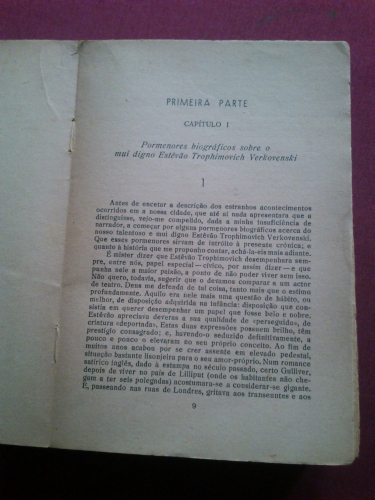 PRIMEIRA PARTE
CAPÍTULO I
Pormenores biográficos sobre o
mui digno Estêvão Trophimovich Verkovenski
1
Antes de encetar a descrição dos estranhos acontecimentos
ocorridos em a nossa cidade, que até aí nada apresentara que a
distinguisse, vejo-me compelido, dada a minha insuficiência de
narrador, a começar por alguns pormenores biográficos acerca do
nosso talentoso e mui digno Estêvão Trophimovich Verkovenski.
Que esses pormenores sirvam de intróito à presente crónica; e
quanto à história que me proponho contar, achá-la-eis mais adiante.
É mister dizer que Estêvão Trophimovich desempenhara sem-
pre, entre nós, papel especial — cívico, por assim dizer — e que
punha nele a maior paixão, a ponto de não poder viver sem isso.
Não quero, todavia, sugerir que o devamos comparar a um actor
de teatro. Deus me defenda de tal coisa, tanto mais que o estimo
profundamente. Aquilo era nele mais uma questão de hábito, ou
melhor, de disposição adquirida na infância: disposição que con-
sistia em querer desempenhar um papel que fosse belo e nobre.
Estêvão apreciava deveras a sua qualidade de «perseguido», de
criatura «deportada». Estas duas expressões possuem brilho, têm
prestígio consagrado; e, havendo-o seduzido definitivamente, a
pouco e pouco o elevaram no seu próprio conceito. Ao fim de
muitos anos acabou por se crer assente em elevado pedestal,
situação bastante lisonjeira para o seu amor-próprio. Num romance
satírico inglês, dado à estampa no século passado, certo Gulliver,
depois de viver no país de Lilliput (onde os habitantes não che-
gam a ter seis polegadas) acostumara-se a considerar-se gigante.
E, passeando nas ruas de Londres, gritava aos transeuntes e aos
9